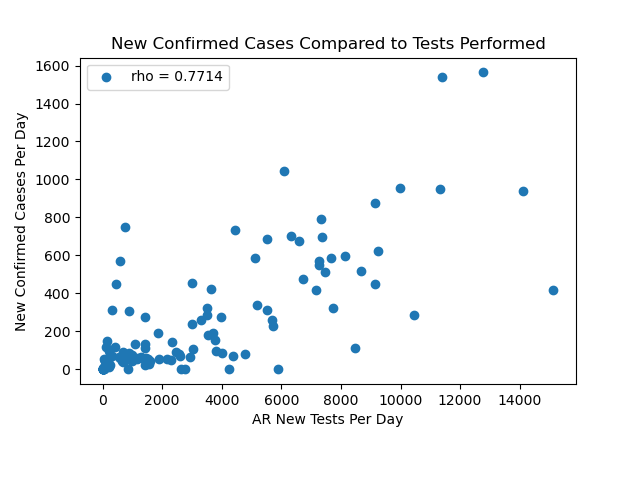 New Confirmed Cases Compared to Tests Performed
rho = 0.7714
1600
1400
1200
1000
800
600
400
200
0
New Confirmed Caeses Per Day
0 2000 4000 6000 8000 10000 12000 14000
AR New Tests Per Day